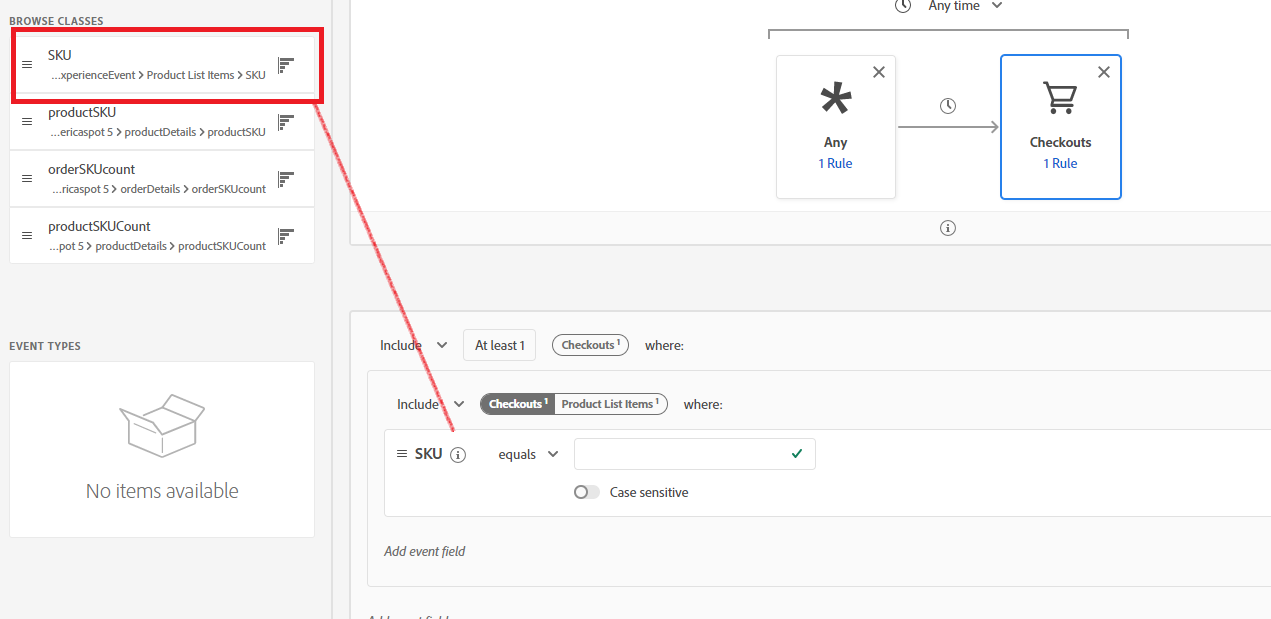 BROWSE CLASSES
SKU
...xperienceEvent > Product List Items > SKU
productSKU
...ericaspot 5 > productDetails > productSKU
orderSKUcount
...ricaspot 5 > orderDetails > orderSKUcount
productSKUCount
...pot 5 > productDetails > productSKUCount
EVENT TYPES
No items available
Any time
Any
1 Rule
Checkouts
1 Rule
Include At least 1 Checkouts 1 where:
Include Checkouts 1 Product List Items 1 where:
SKU equals
Case sensitive
Add event field